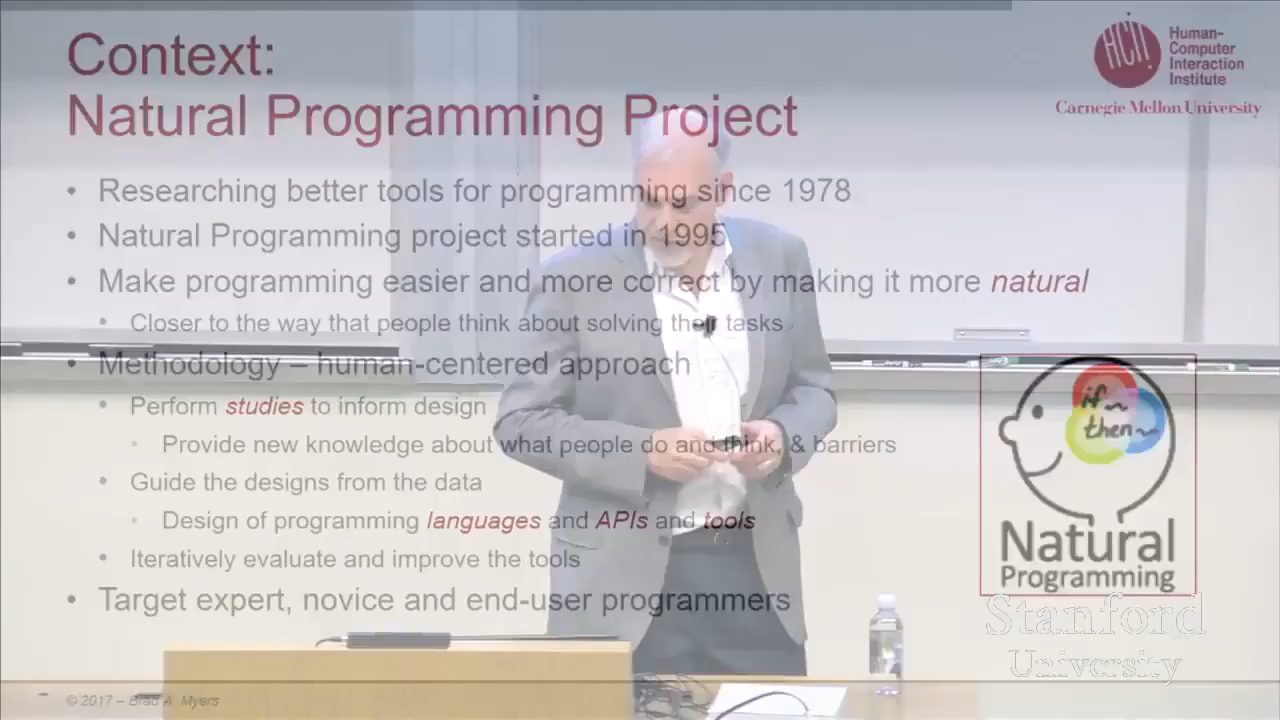 Context:
Natural Programming Project
HCII
Human-
Computer
Interaction
Institute
Carnegie Mellon University
• Researching better tools for programming since 1978
• Natural Programming project started in 1995
• Make programming easier and more correct by making it more natural
• Closer to the way that people think about solving their tasks
• Methodology – human-centered approach
• Perform studies to inform design
• Provide new knowledge about what people do and think, & barriers
• Guide the designs from the data
• Design of programming languages and APIs and tools
• Iteratively evaluate and improve the tools
• Target expert, novice and end-user programmers
if~
then~
Natural
Programming
Stanford
University
© 2017 – Brad A. Myers